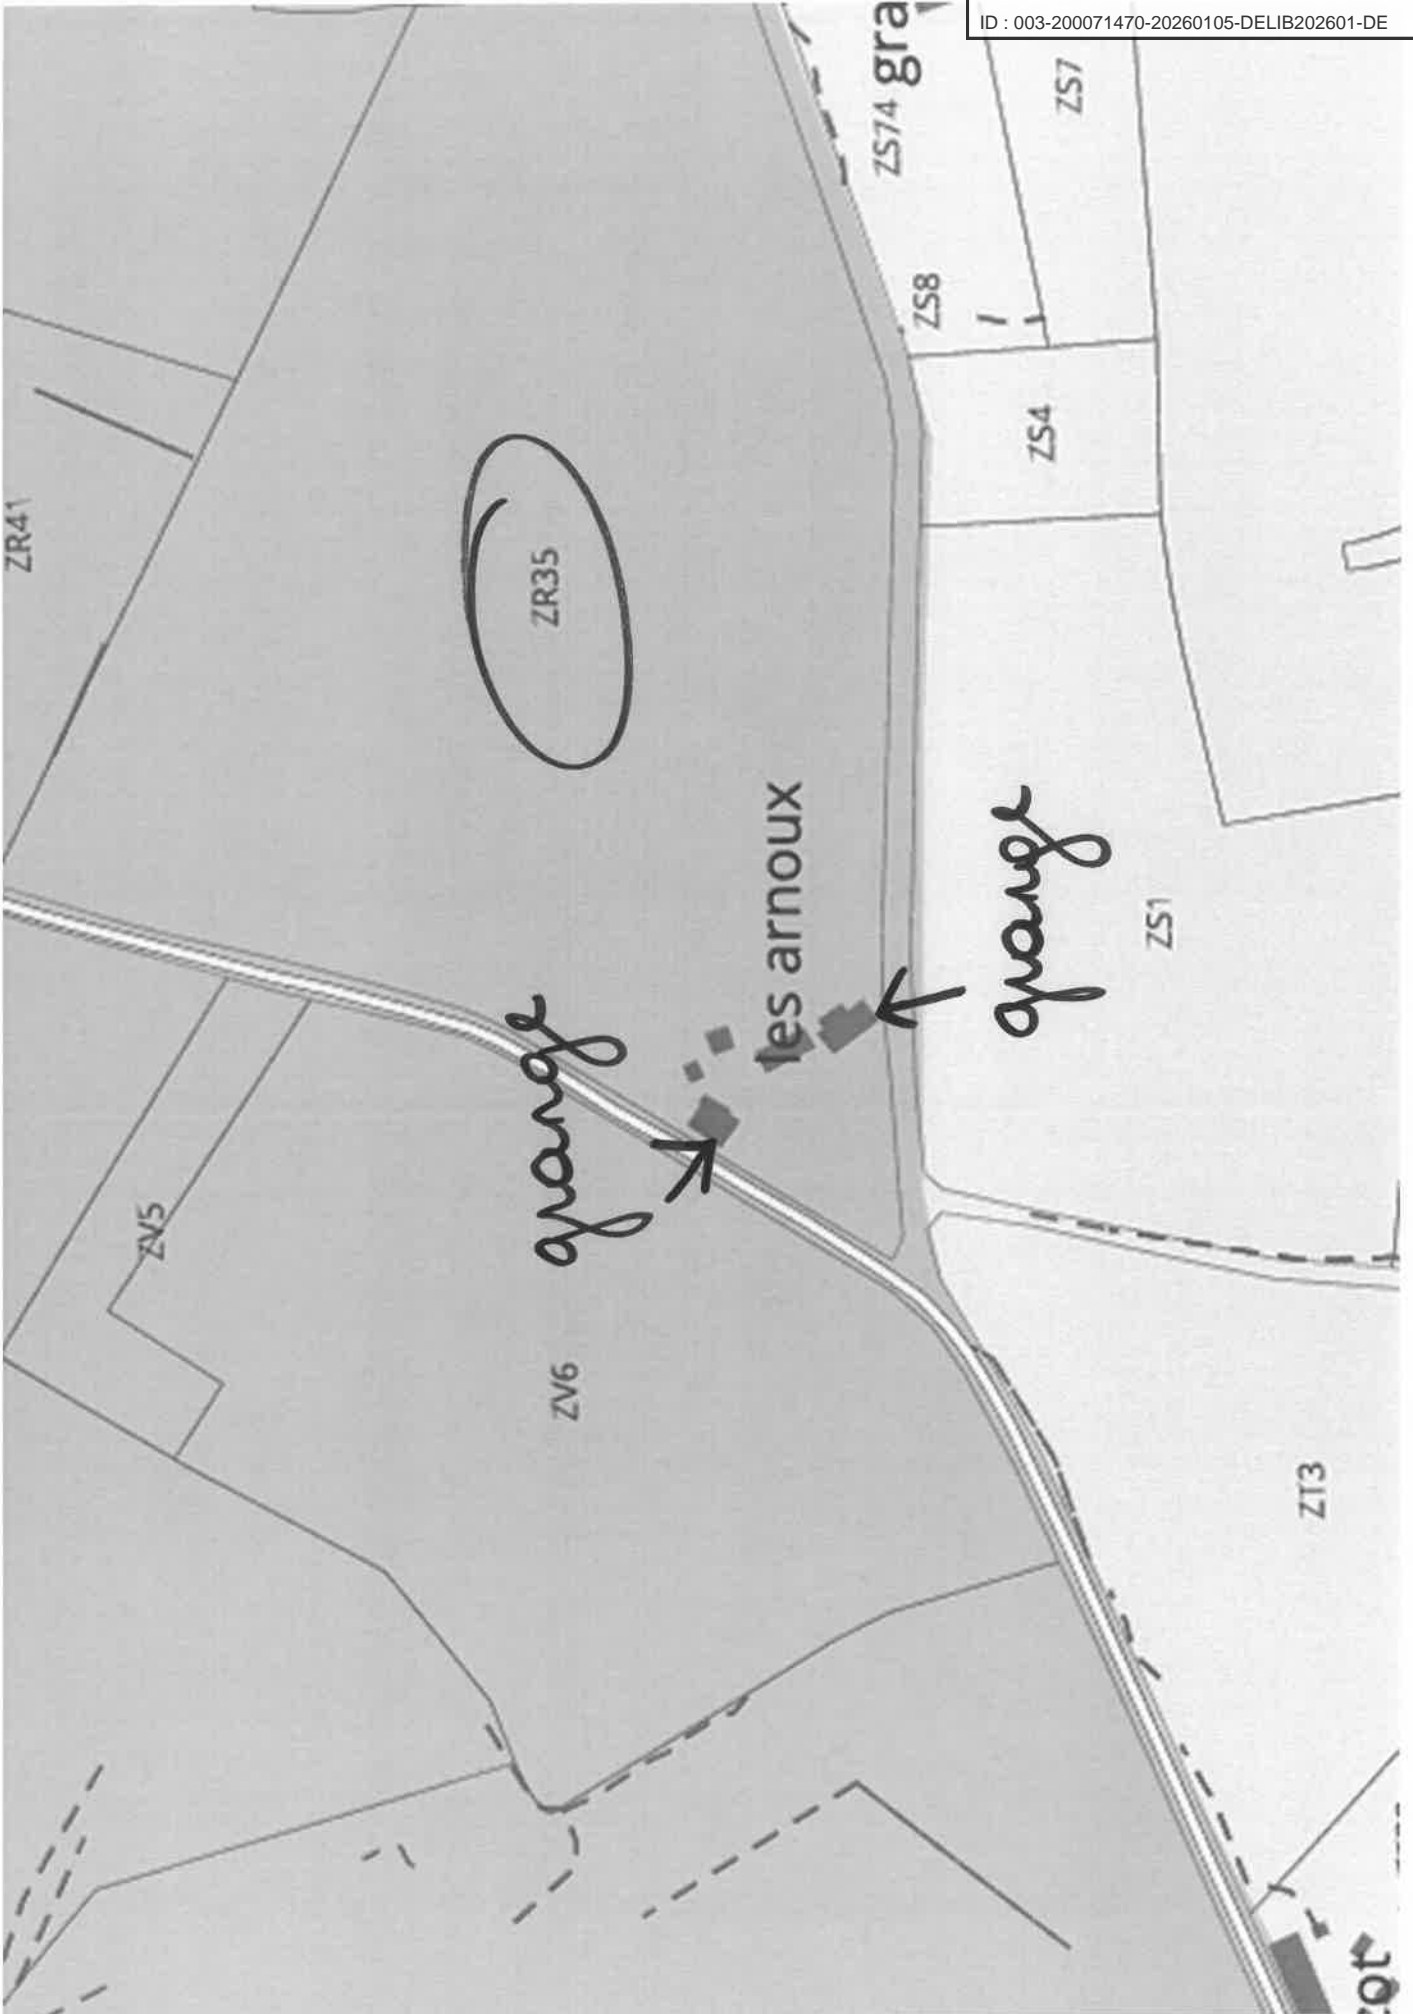 ID : 003-200071470-20260105-DELIB202601-DE
ZR41
ZR35
ZS74
gra
ZS7
ZS8
ZS4
les arnoux
grange
grange
ZS1
ZV5
ZV6
ZT3
ot